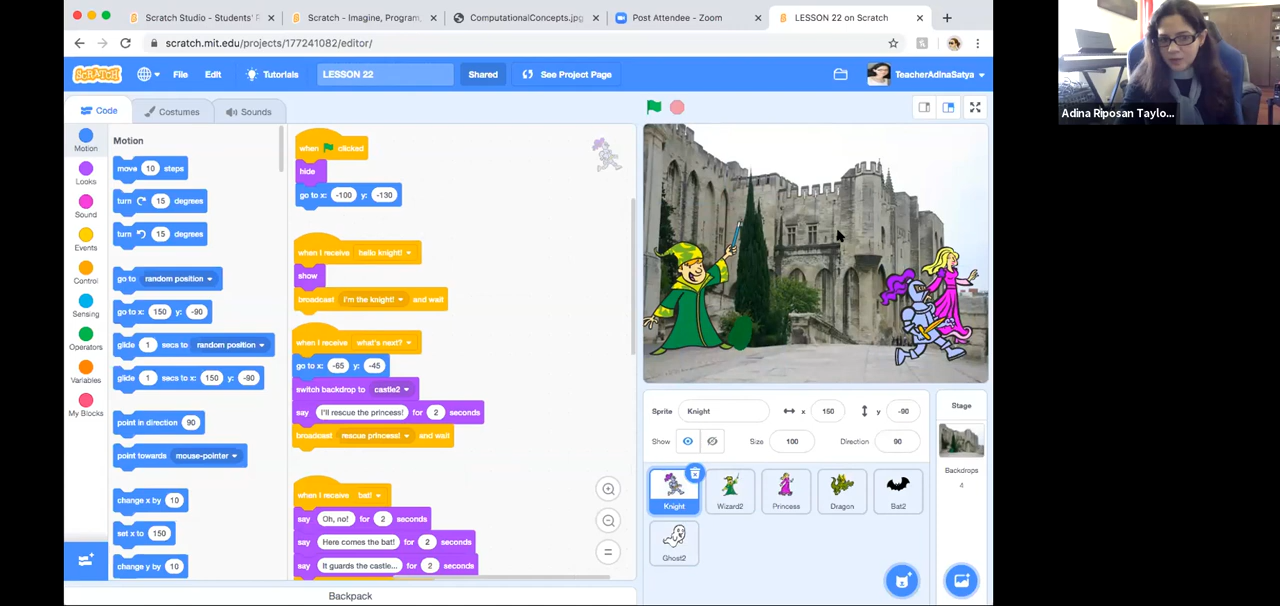 Scratch Studio - Students' F
Scratch - Imagine, Program,
ComputationalConcepts.jpg
Post Attendee - Zoom
LESSON 22 on Scratch
scratch.mit.edu/projects/177241082/editor/
SCRATCH
File
Edit
Tutorials
LESSON 22
Shared
See Project Page
TeacherAdinaSatya
Adina Riposan Taylo...
Code
Costumes
Sounds
Motion
Looks
Sound
Events
Control
Sensing
Operators
Variables
My Blocks
Motion
move 10 steps
turn 15 degrees
turn 15 degrees
go to random position
go to x: 150 y: -90
glide 1 secs to random position
glide 1 secs to x: 150 y: -90
point in direction 90
point towards mouse-pointer
change x by 10
set x to 150
change y by 10
when clicked
hide
go to x: -100 y: -130
when I receive hello knight!
show
broadcast I'm the knight! and wait
when I receive what's next?
go to x: -65 y: -45
switch backdrop to castle2
say I'll rescue the princess! for 2 seconds
broadcast rescue princess! and wait
when I receive bat!
say Oh, no! for 2 seconds
say Here comes the bat! for 2 seconds
say It guards the castle... for 2 seconds
Backpack
Sprite Knight x 150 y -90
Show Size 100 Direction 90
Knight
Wizard2
Princess
Dragon
Bat2
Ghost2
Stage
Backdrops
4